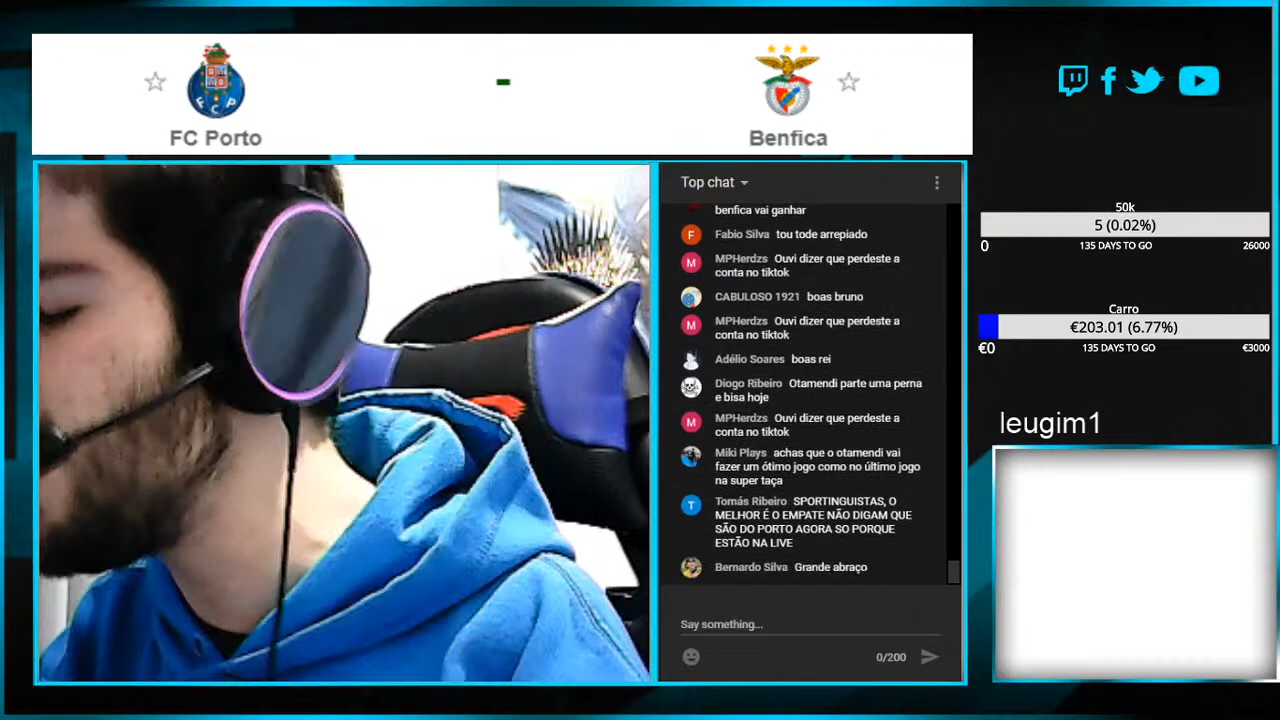 FC Porto
-
Benfica
FCP
Top chat
benfica vai ganhar
Fabio Silva tou tode arrepiado
MPHerdzs Ouvi dizer que perdeste a
conta no tiktok
CABULOSO 1921 boas bruno
MPHerdzs Ouvi dizer que perdeste a
conta no tiktok
Adélio Soares boas rei
Diogo Ribeiro Otamendi parte uma perna
e bisa hoje
MPHerdzs Ouvi dizer que perdeste a
conta no tiktok
Miki Plays achas que o otamendi vai
fazer um ótimo jogo como no último jogo
na super taça
Tomás Ribeiro SPORTINGUISTAS, O
MELHOR É O EMPATE NÃO DIGAM QUE
SÃO DO PORTO AGORA SO PORQUE
ESTÃO NA LIVE
Bernardo Silva Grande abraço
Say something...
0/200
50k
5 (0.02%)
0 135 DAYS TO GO 26000
Carro
€203.01 (6.77%)
€0 135 DAYS TO GO €3000
leugim1